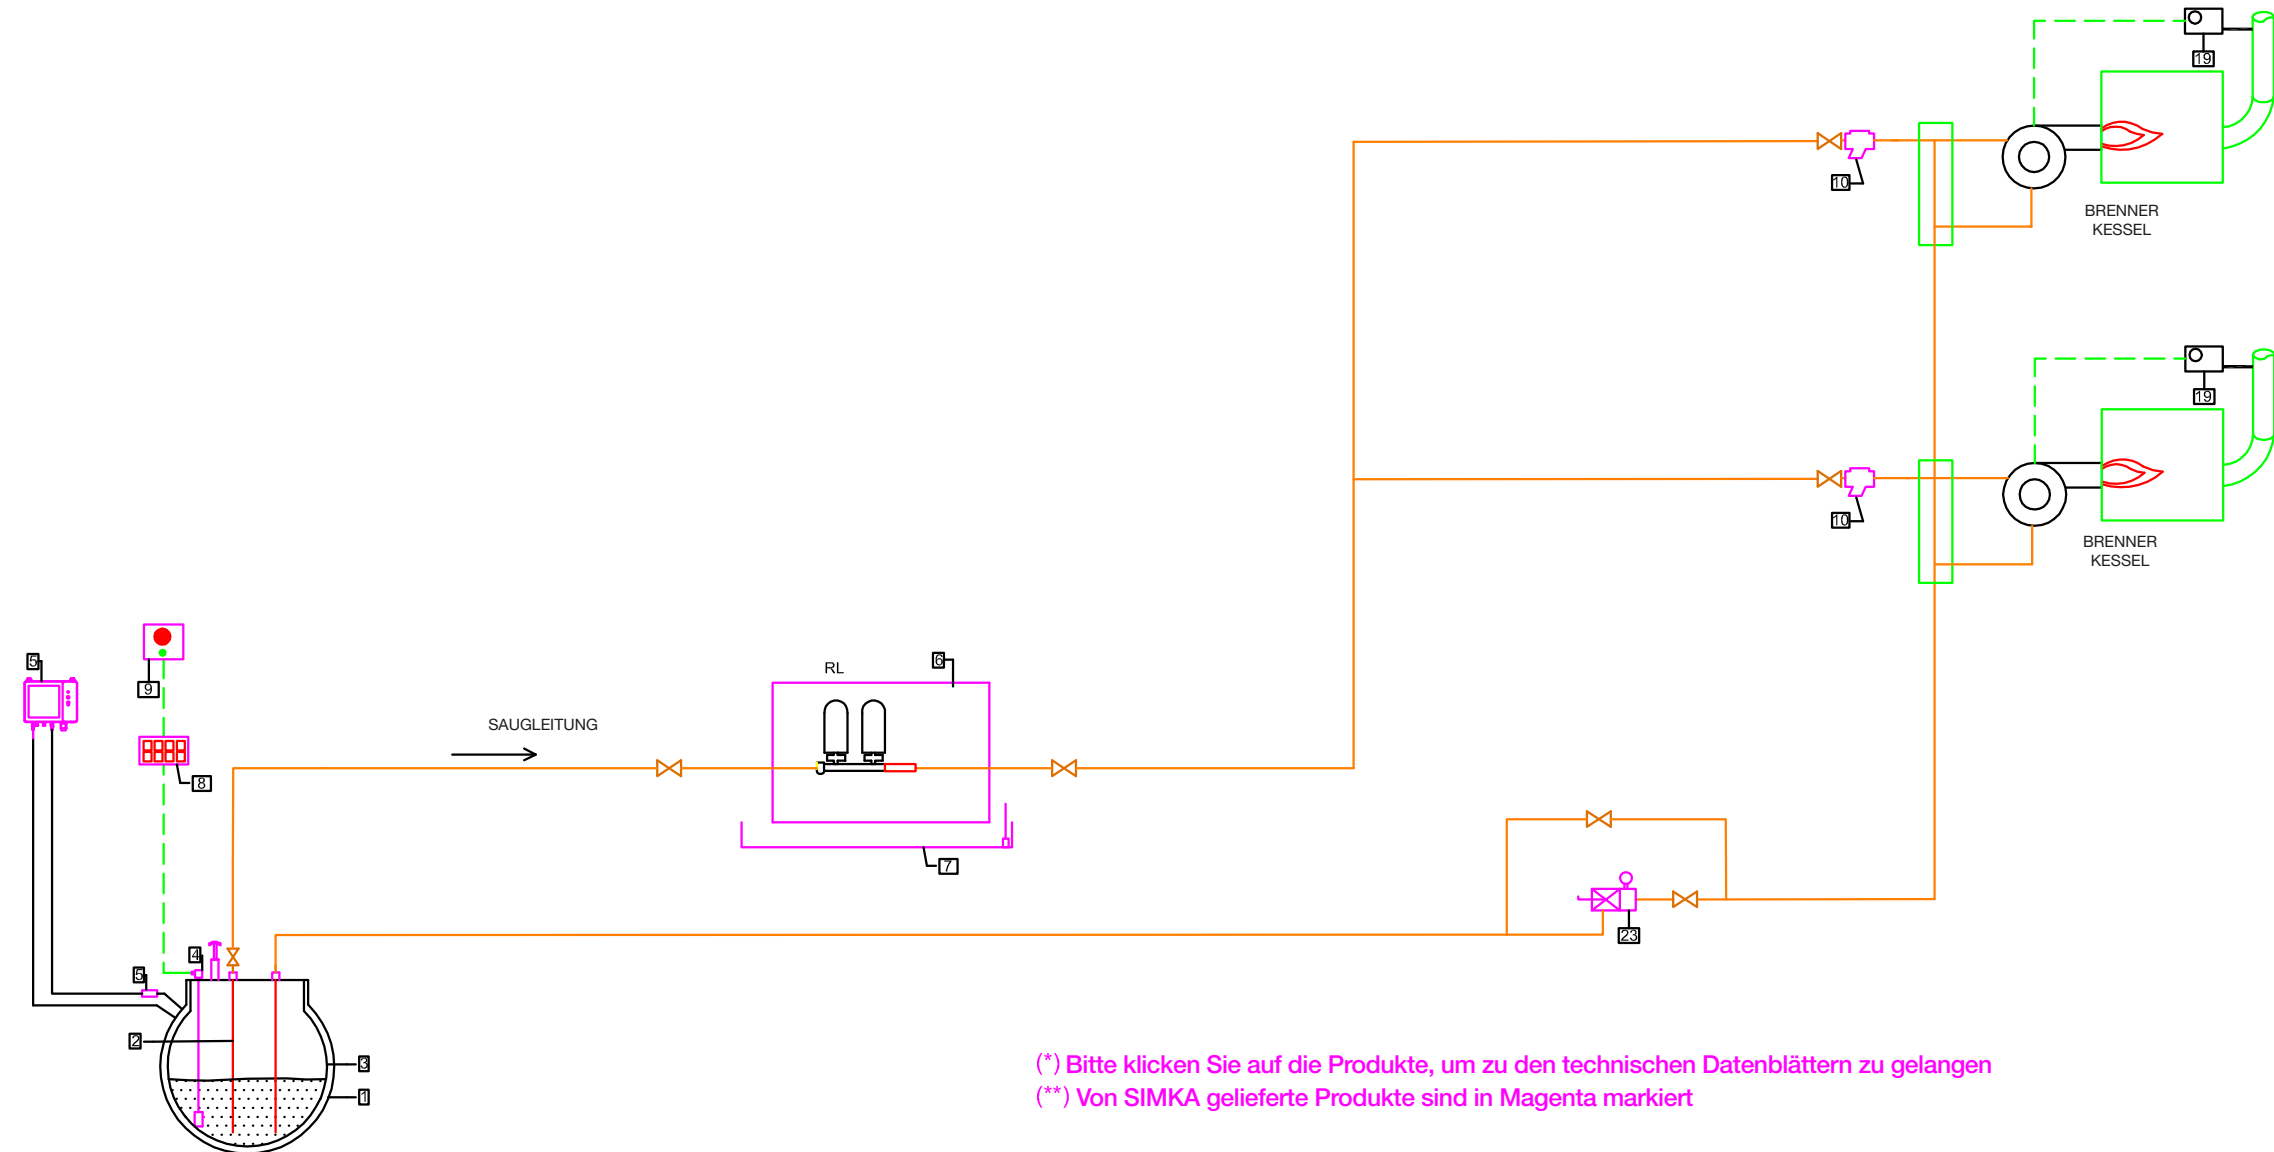 19
10
BRENNER
KESSEL
19
10
BRENNER
KESSEL
5
9
RL
6
SAUGLEITUNG
8
7
23
4
5
2
3
1
(*) Bitte klicken Sie auf die Produkte, um zu den technischen Datenblättern zu gelangen
(**) Von SIMKA gelieferte Produkte sind in Magenta markiert